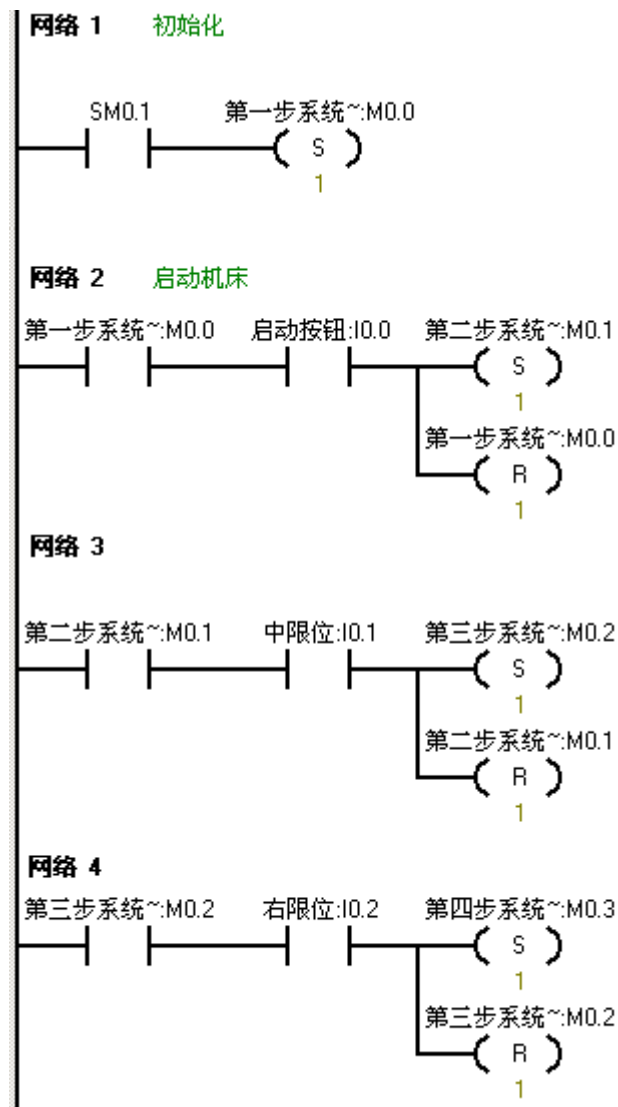 网络 1 初始化
SM0.1 第一步系统~:M0.0
S
1
网络 2 启动机床
第一步系统~:M0.0 启动按钮:I0.0 第二步系统~:M0.1
S
1
第一步系统~:M0.0
R
1
网络 3
第二步系统~:M0.1 中限位:I0.1 第三步系统~:M0.2
S
1
第二步系统~:M0.1
R
1
网络 4
第三步系统~:M0.2 右限位:I0.2 第四步系统~:M0.3
S
1
第三步系统~:M0.2
R
1